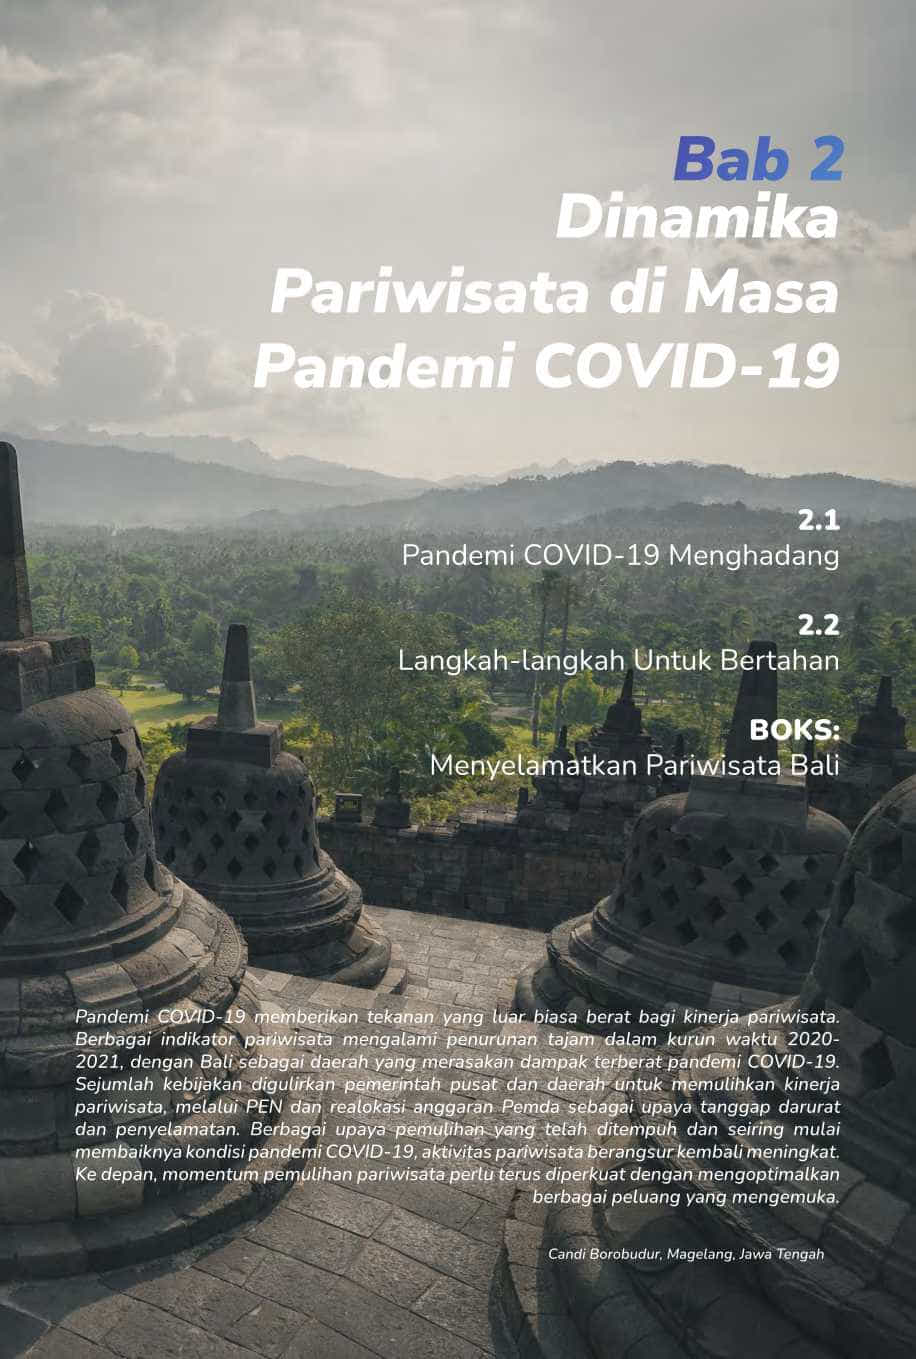 Bab 2
Dinamika
Pariwisata di Masa
Pandemi COVID-19
2.1
Pandemi COVID-19 Menghadang
2.2
Langkah-langkah Untuk Bertahan
BOKS:
Menyelamatkan Pariwisata Bali
Pandemi COVID-19 memberikan tekanan yang luar biasa berat bagi kinerja pariwisata.
Berbagai indikator pariwisata mengalami penurunan tajam dalam kurun waktu 2020-
2021, dengan Bali sebagai daerah yang merasakan dampak terberat pandemi COVID-19.
Sejumlah kebijakan digulirkan pemerintah pusat dan daerah untuk memulihkan kinerja
pariwisata, melalui PEN dan realokasi anggaran Pemda sebagai upaya tanggap darurat
dan penyelamatan. Berbagai upaya pemulihan yang telah ditempuh dan seiring mulai
membaiknya kondisi pandemi COVID-19, aktivitas pariwisata berangsur kembali meningkat.
Ke depan, momentum pemulihan pariwisata perlu terus diperkuat dengan mengoptimalkan
berbagai peluang yang mengemuka.
Candi Borobudur, Magelang, Jawa Tengah